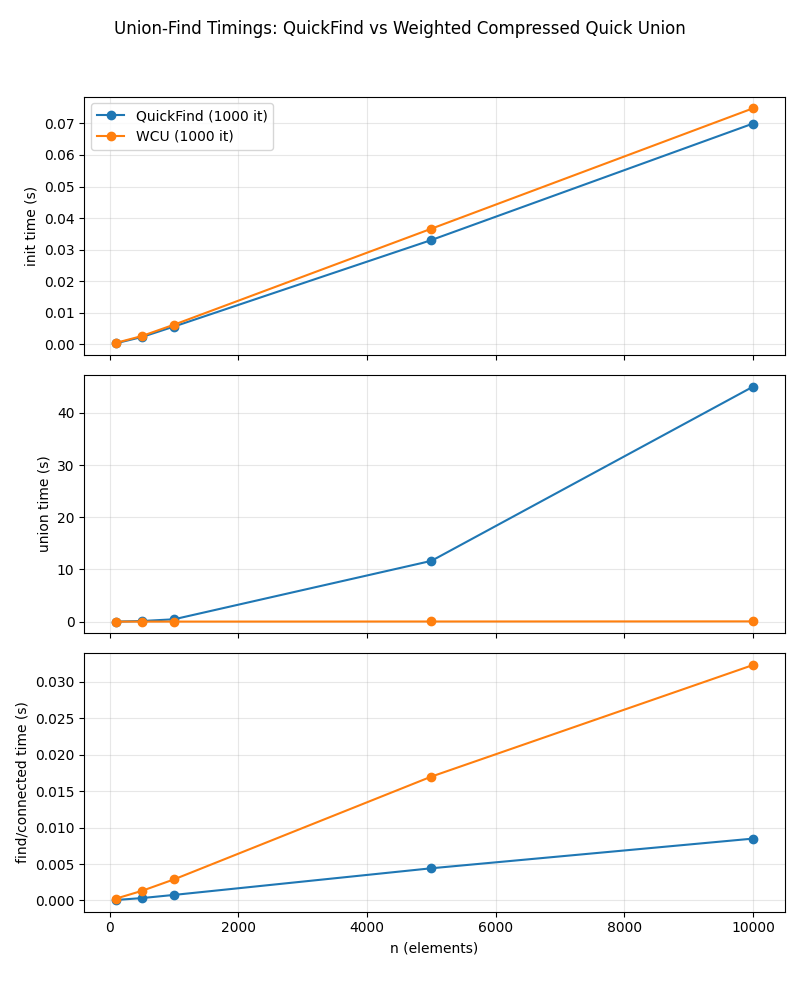 Union-Find Timings: QuickFind vs Weighted Compressed Quick Union
QuickFind (1000 it)
WCU (1000 it)
init time (s)
0.07
0.06
0.05
0.04
0.03
0.02
0.01
0.00
union time (s)
40
30
20
10
0
find/connected time (s)
0.030
0.025
0.020
0.015
0.010
0.005
0.000
0 2000 4000 6000 8000 10000
n (elements)